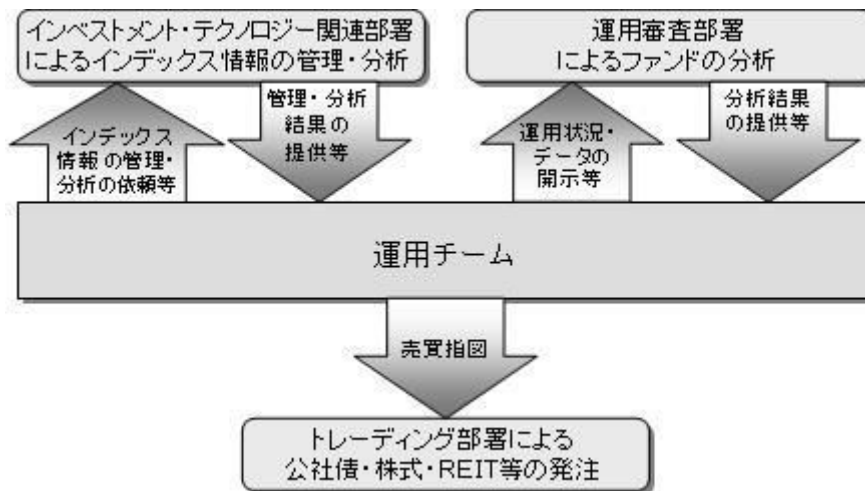 インベストメント・テクノロジー関連部署
によるインデックス情報の管理・分析
運用審査部署
によるファンドの分析
インデックス
情報の管理・
分析の依頼等
管理・分析
結果の
提供等
運用状況・
データの
開示等
分析結果
の提供等
運用チーム
売買指図
トレーディング部署による
公社債・株式・REIT等の発注